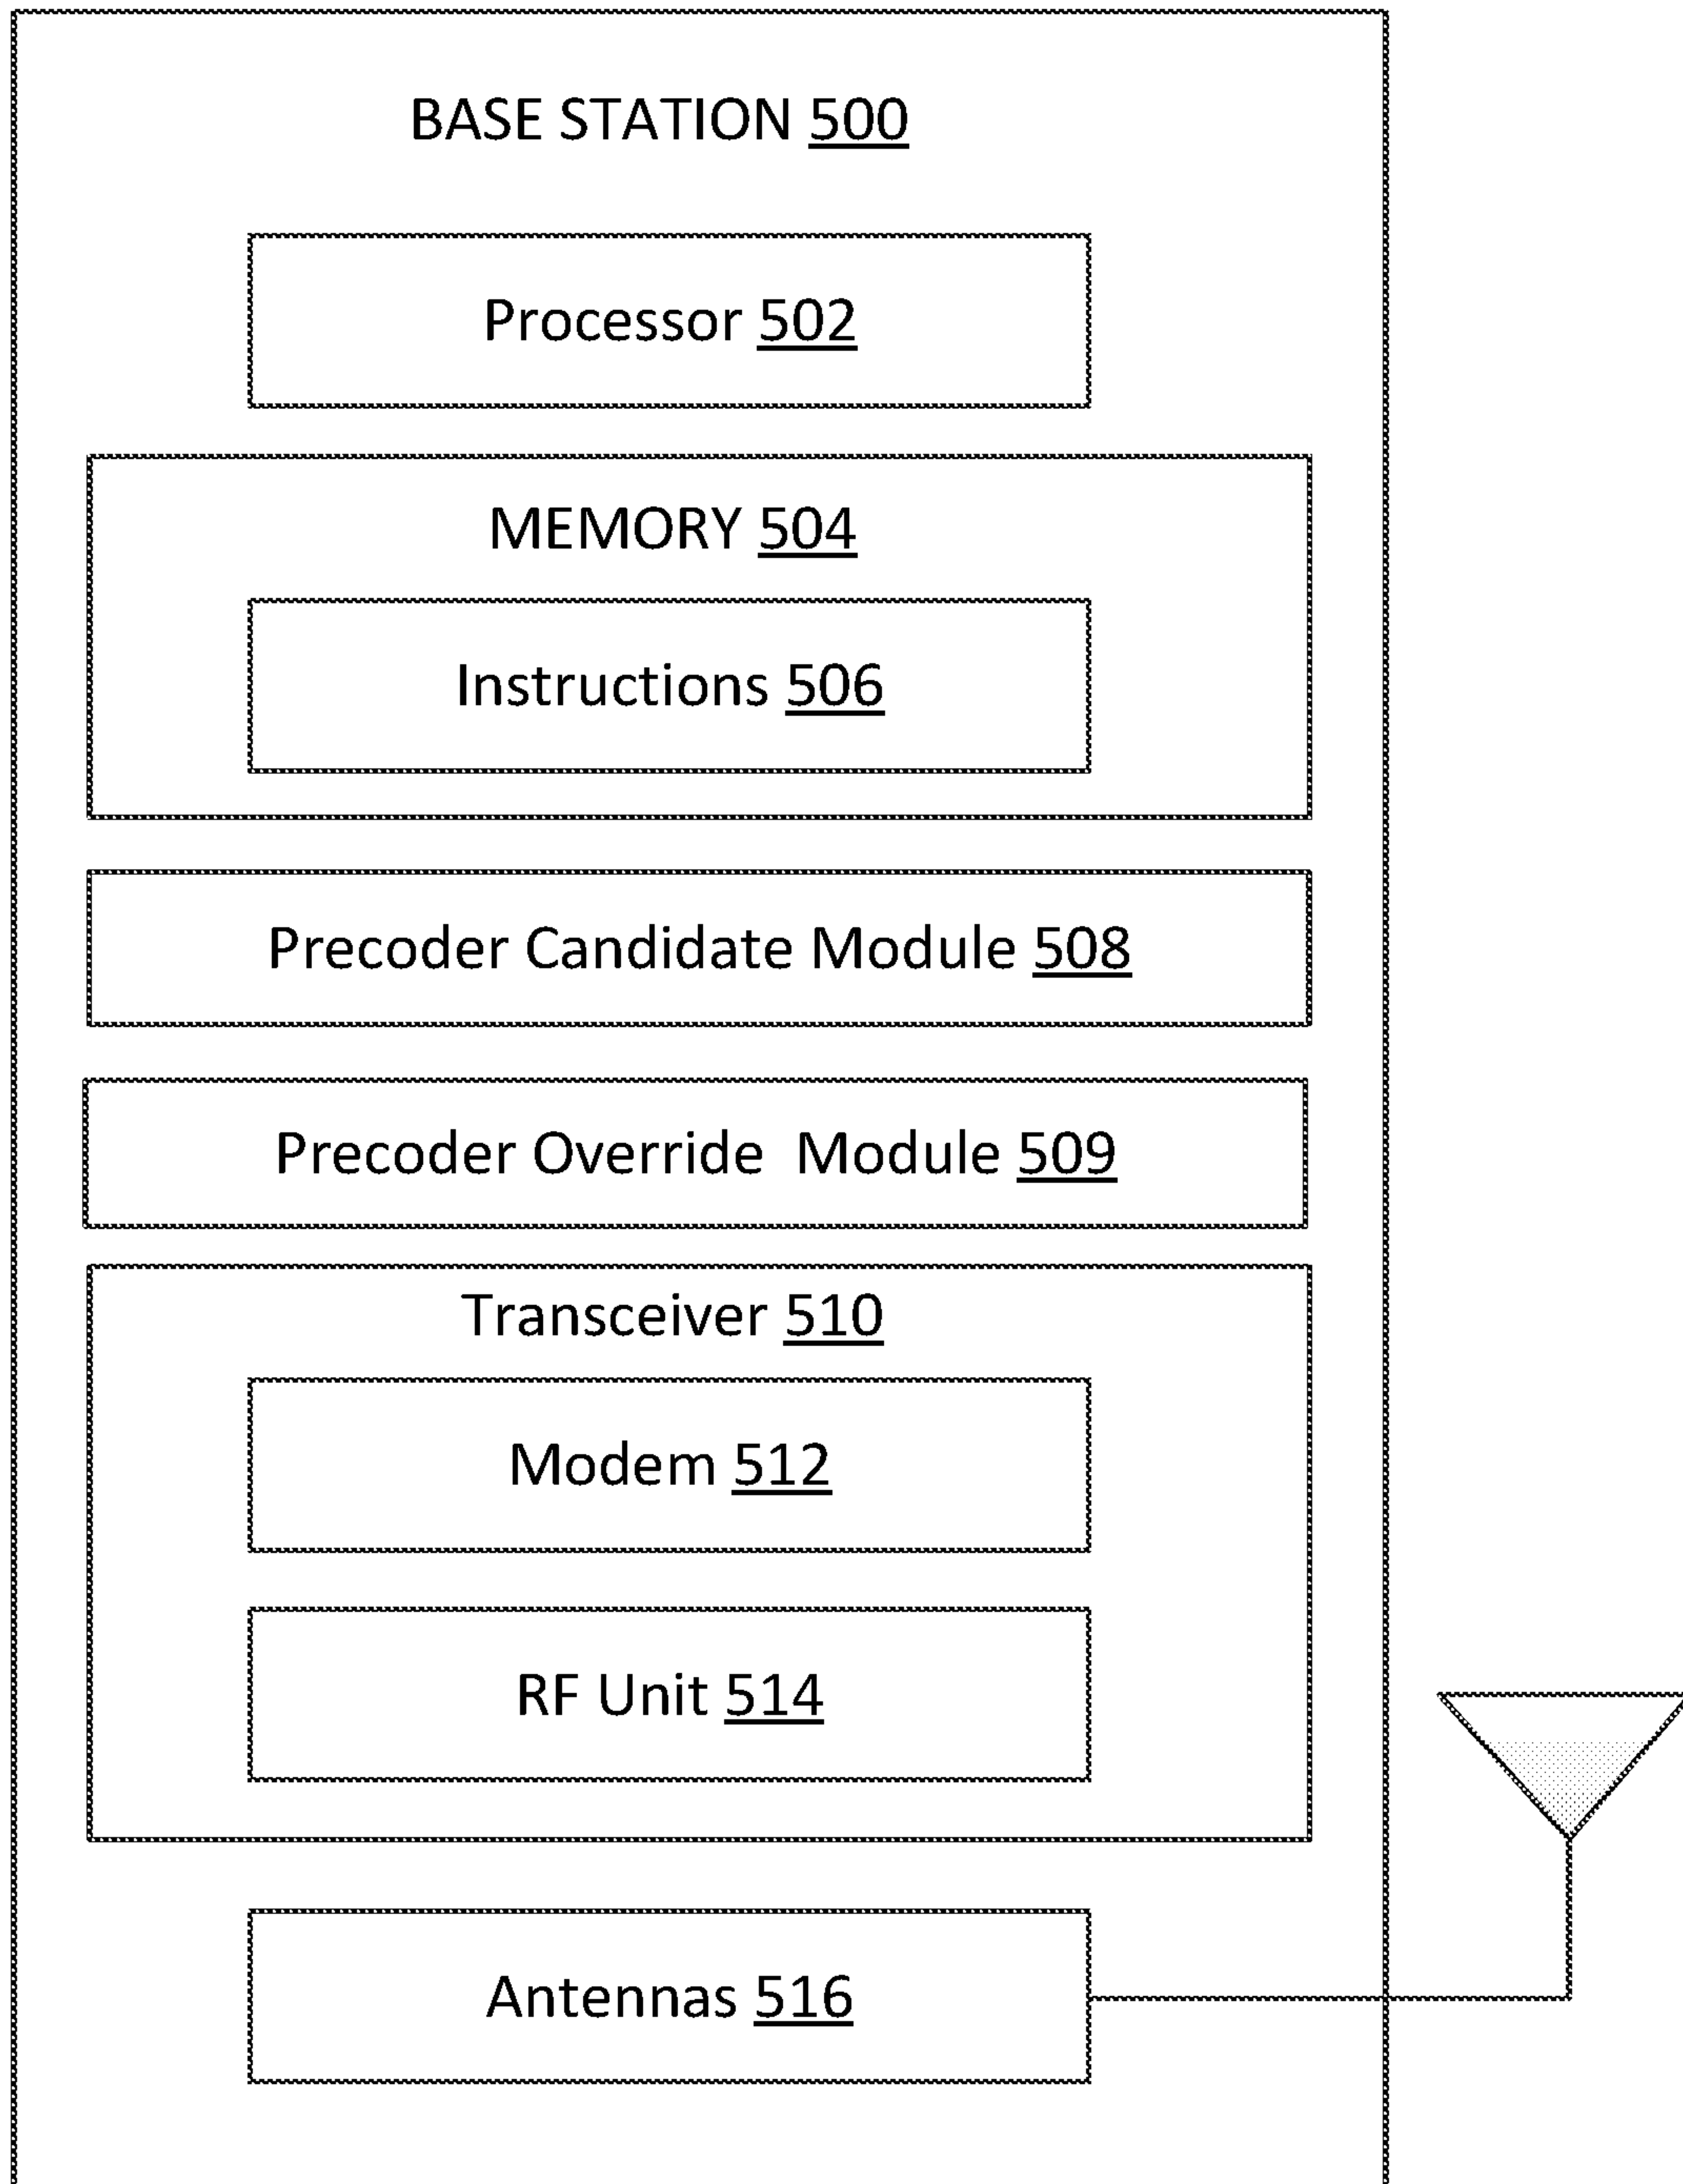 BASE STATION 500
Processor 502
MEMORY 504
Instructions 506
Precoder Candidate Module 508
Precoder Override  Module 509
Transceiver 510
Modem 512
RF Unit 514
Antennas 516